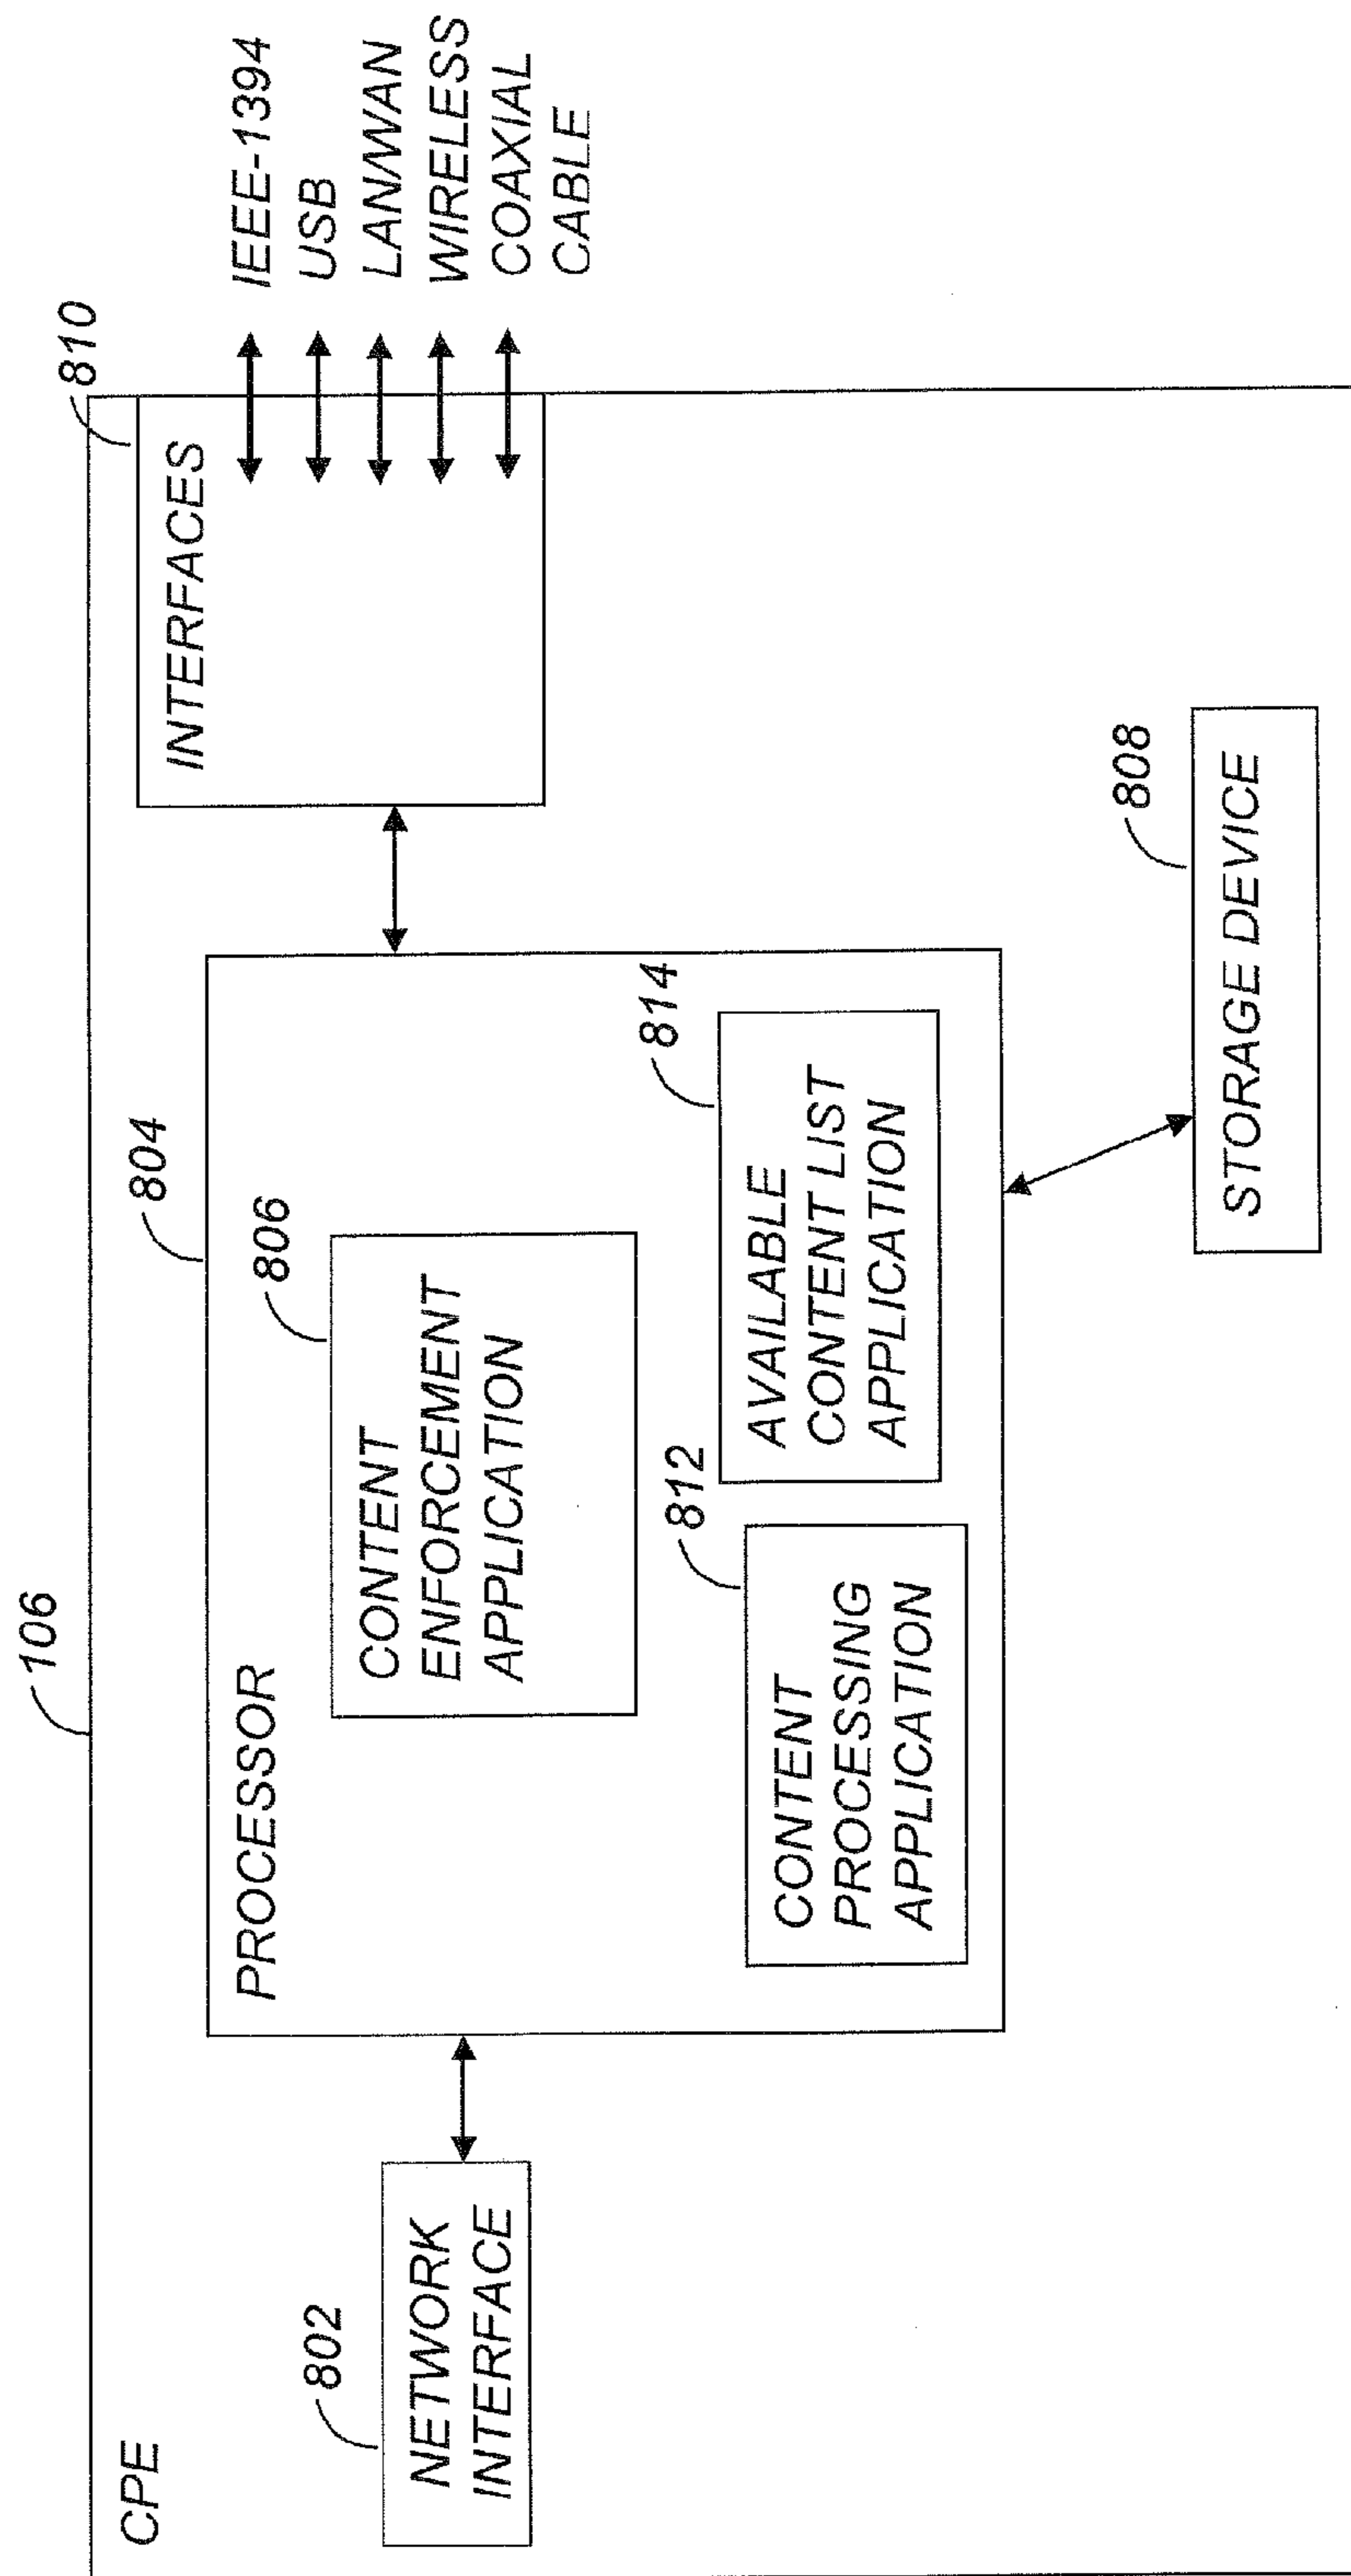 106
CPE
802
NETWORK
INTERFACE
804
PROCESSOR
806
CONTENT
ENFORCEMENT
APPLICATION
812
CONTENT
PROCESSING
APPLICATION
814
AVAILABLE
CONTENT LIST
APPLICATION
808
STORAGE DEVICE
810
INTERFACES
IEEE-1394
USB
LAN/WAN
WIRELESS
COAXIAL
CABLE